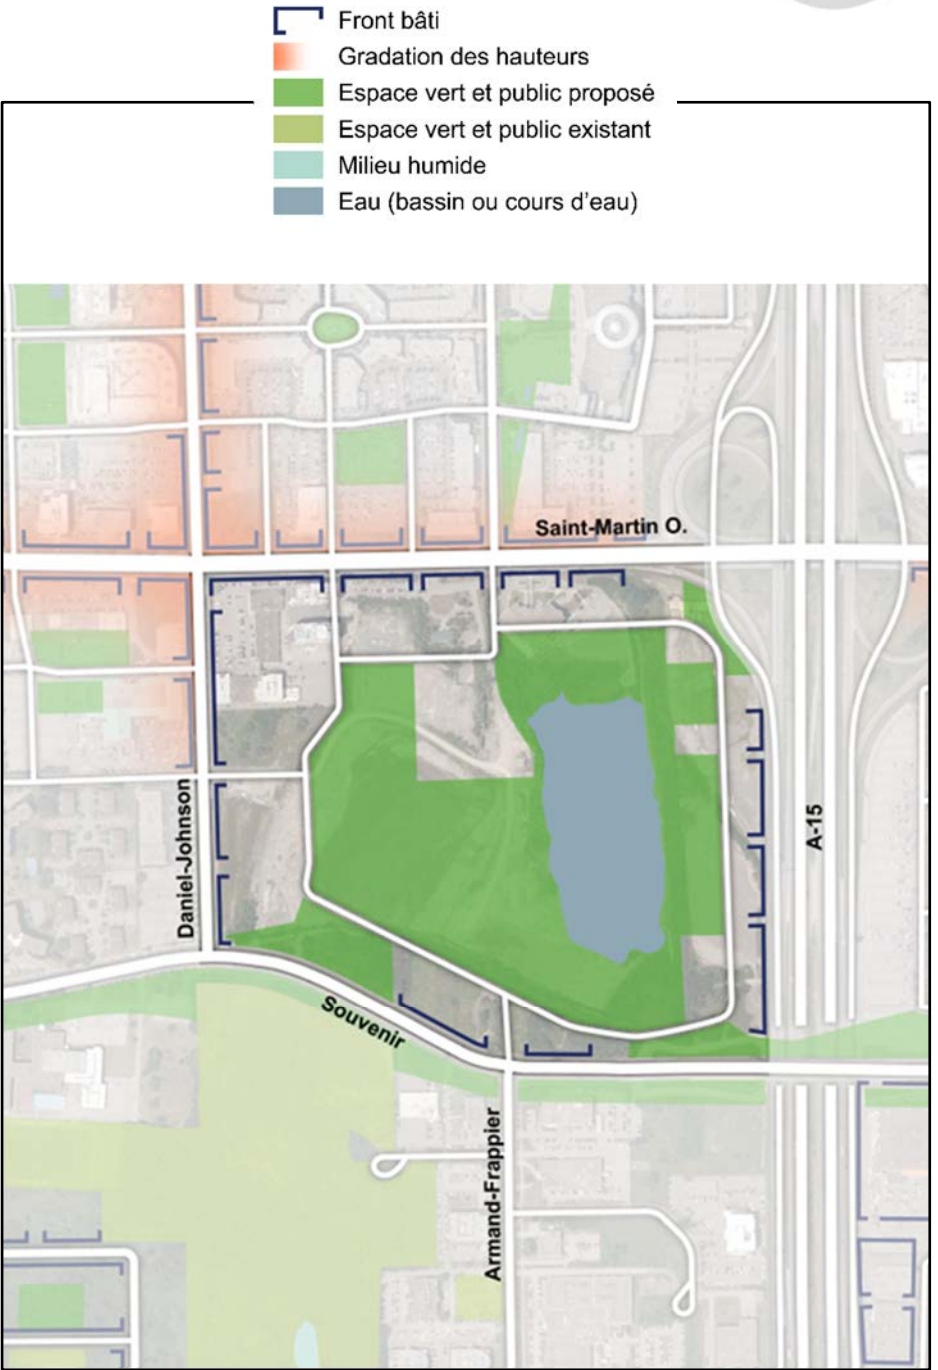 Front bâti
Gradation des hauteurs
Espace vert et public proposé
Espace vert et public existant
Milieu humide
Eau (bassin ou cours d'eau)
Saint-Martin O.
Daniel-Johnson
A-15
Souvenir
Armand-Frappier